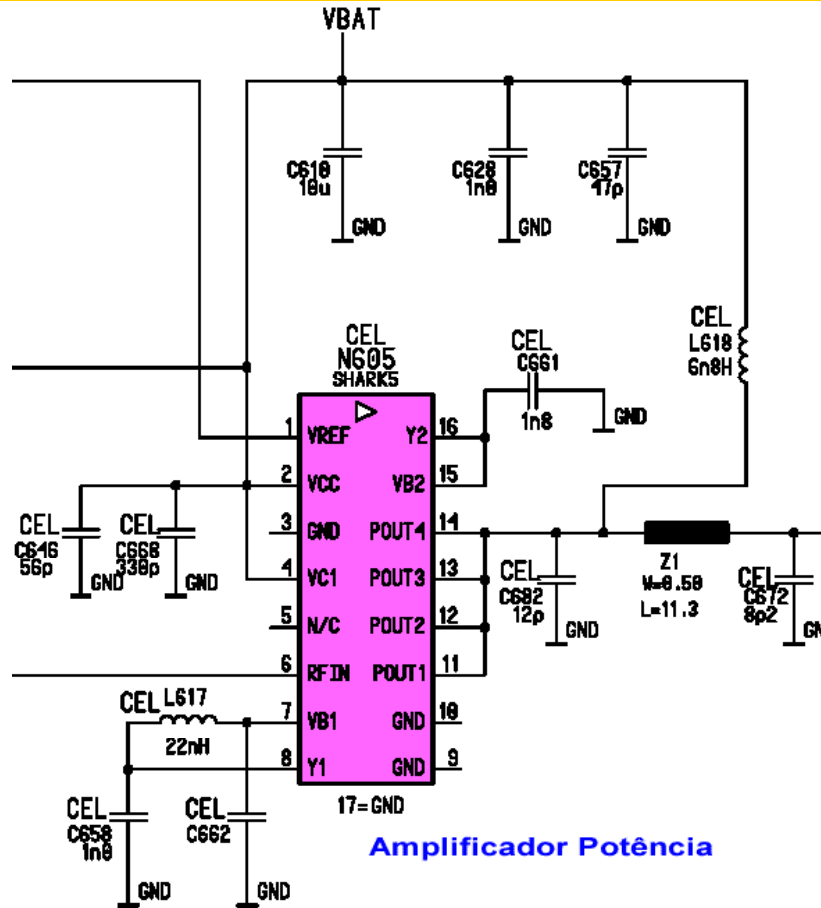 VBAT
C610
10u
GND
C628
1n0
GND
C657
47p
GND
CEL
L618
6n8H
CEL
N605
SHARK5
CEL
C661
1n8
GND
1 VREF
2 VCC
3 GND
4 VC1
5 N/C
6 RFIN
7 VB1
8 Y1
Y2 16
VB2 15
POUT4 14
POUT3 13
POUT2 12
POUT1 11
GND 10
GND 9
17=GND
CEL
C646
56p
GND
CEL
C668
330p
GND
CEL
C682
12p
GND
Z1
W=0.50
L=11.3
CEL
C672
8p2
CEL L617
22nH
CEL
C658
1n0
GND
CEL
C662
GND
Amplificador Potência